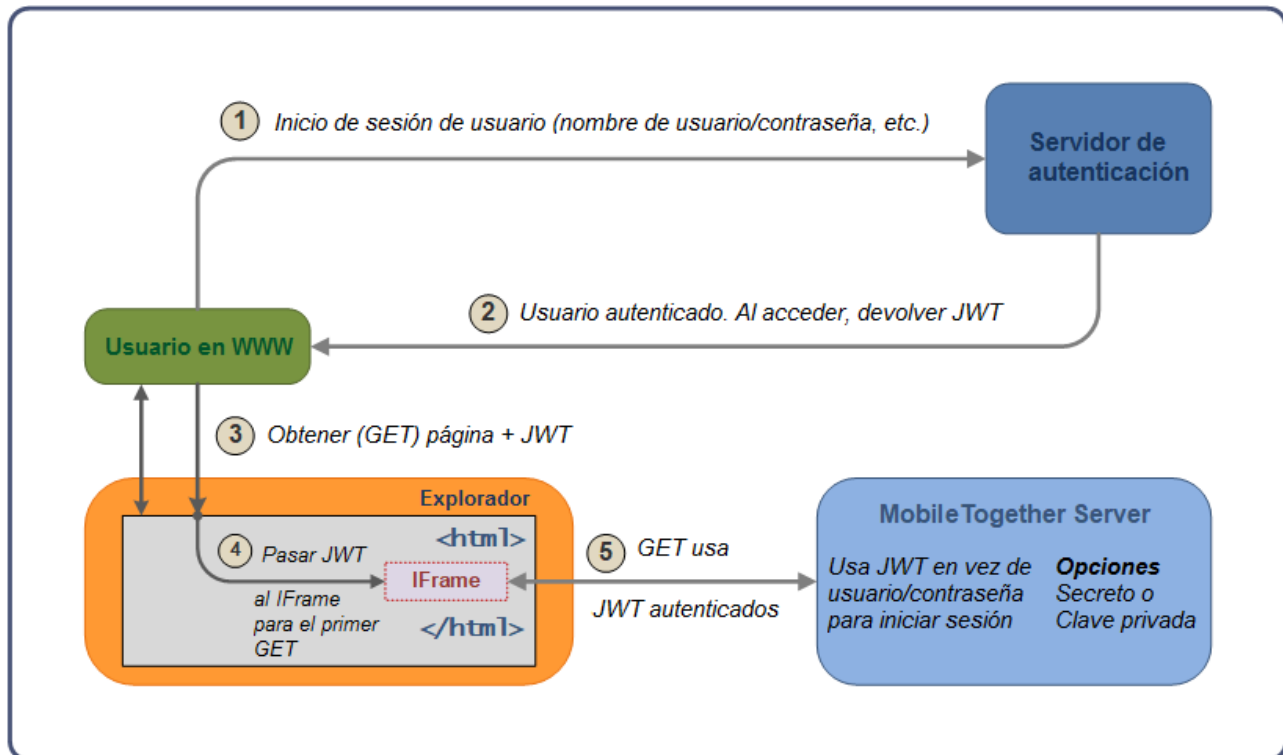 1 Inicio de sesión de usuario (nombre de usuario/contraseña, etc.)
Servidor de
autenticación
2 Usuario autenticado. Al acceder, devolver JWT
Usuario en WWW
3 Obtener (GET) página + JWT
Explorador
<html>
4 Pasar JWT
al IFrame
para el primer
GET
IFrame
</html>
5 GET usa
JWT autenticados
MobileTogether Server
Usa JWT en vez de
usuario/contraseña
para iniciar sesión
Opciones
Secreto o
Clave privada